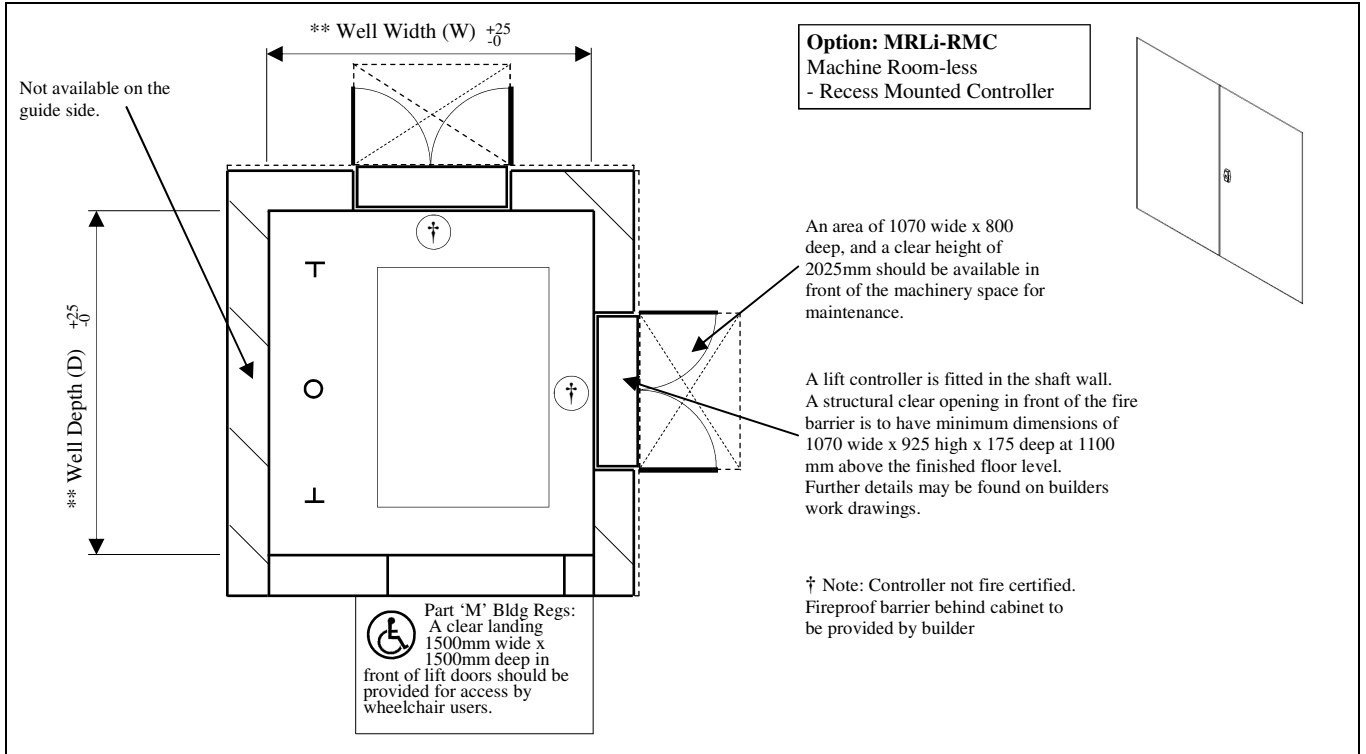 ** Well Width (W) +25 -0
Option: MRLi-RMC
Machine Room-less
- Recess Mounted Controller
Not available on the
guide side.
†
An area of 1070 wide x 800
deep, and a clear height of
2025mm should be available in
front of the machinery space for
maintenance.
** Well Depth (D) +25 -0
†
A lift controller is fitted in the shaft wall.
A structural clear opening in front of the fire
barrier is to have minimum dimensions of
1070 wide x 925 high x 175 deep at 1100
mm above the finished floor level.
Further details may be found on builders
work drawings.
† Note: Controller not fire certified.
Fireproof barrier behind cabinet to
be provided by builder
Part ‘M’ Bldg Regs:
A clear landing
1500mm wide x
1500mm deep in
front of lift doors should be
provided for access by
wheelchair users.